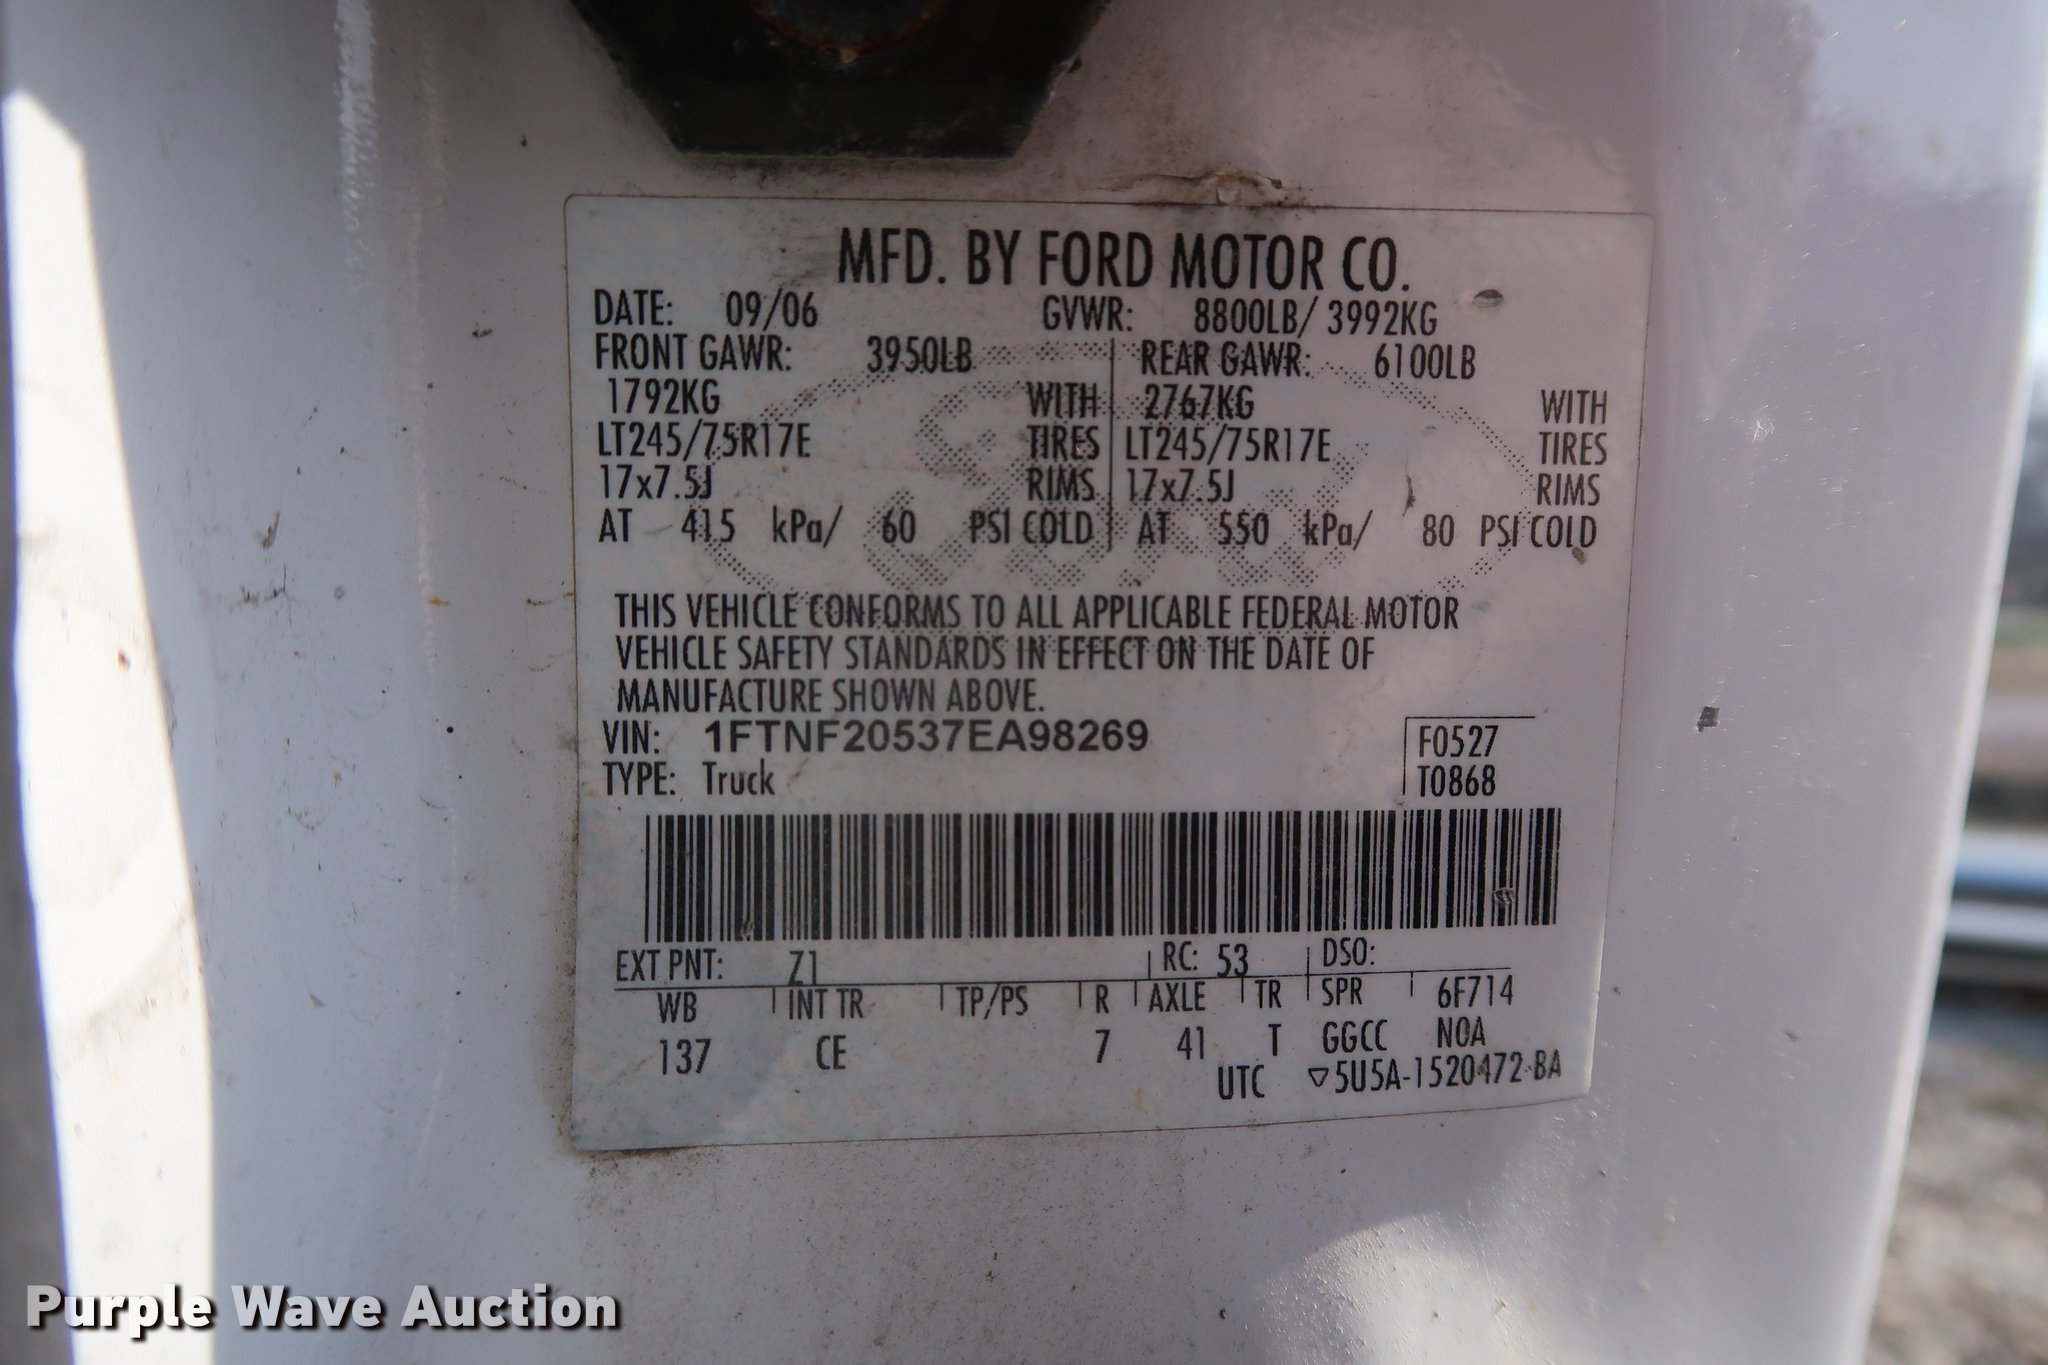 MFD. BY FORD MOTOR CO.
DATE: 09/06 GVWR: 8800LB/ 3992KG
FRONT GAWR: 3950LB REAR GAWR: 6100LB
1792KG WITH 2767KG WITH
LT245/75R17E TIRES LT245/75R17E TIRES
17x7.5J RIMS 17x7.5J RIMS
AT 415 kPa/ 60 PSI COLD AT 550 kPa/ 80 PSI COLD
THIS VEHICLE CONFORMS TO ALL APPLICABLE FEDERAL MOTOR
VEHICLE SAFETY STANDARDS IN EFFECT ON THE DATE OF
MANUFACTURE SHOWN ABOVE.
VIN: 1FTNF20537EA98269 F0527
TYPE: Truck T0868
EXT PNT: Z1 RC: 53 DSO:
WB INT TR TP/PS R AXLE TR SPR 6F714
137 CE 7 41 T GGCC NOA
UTC ▽5U5A-1520472-BA
Purple Wave Auction